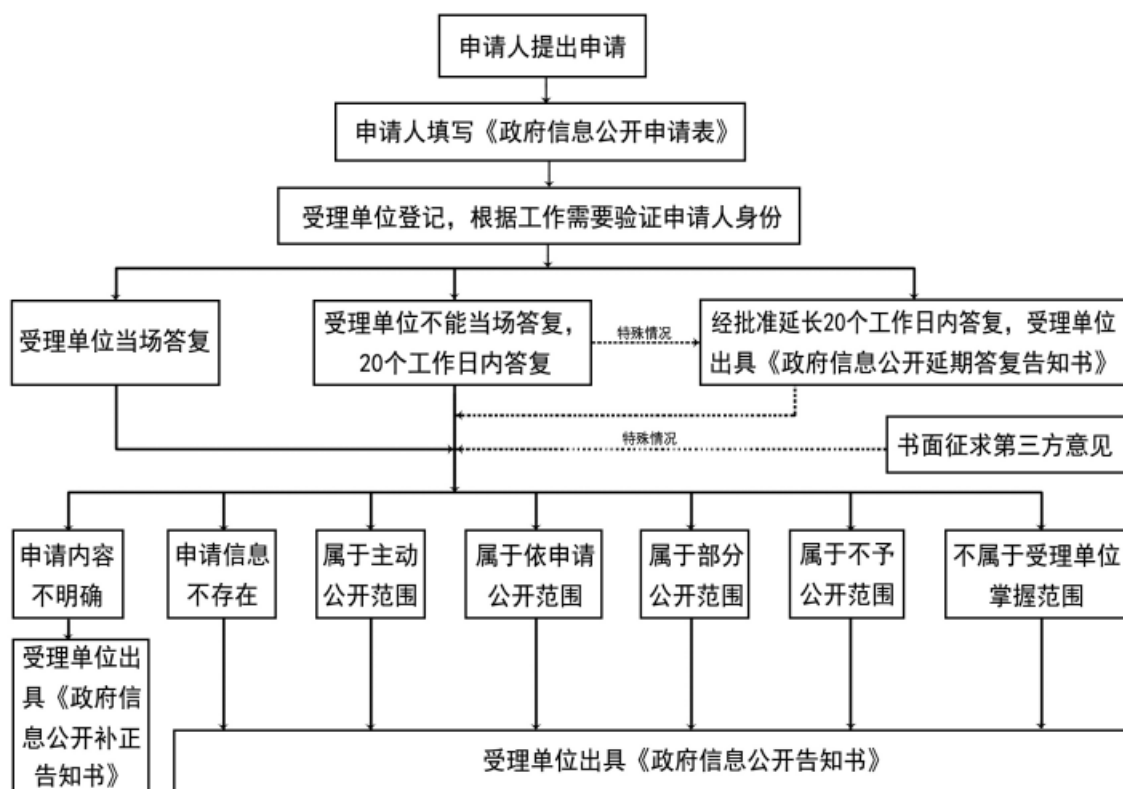 申请人提出申请
申请人填写《政府信息公开申请表》
受理单位登记，根据工作需要验证申请人身份
受理单位当场答复
受理单位不能当场答复，
20个工作日内答复
特殊情况
经批准延长20个工作日内答复，受理单位
出具《政府信息公开延期答复告知书》
特殊情况
书面征求第三方意见
申请内容
不明确
申请信息
不存在
属于主动
公开范围
属于依申请
公开范围
属于部分
公开范围
属于不予
公开范围
不属于受理单位
掌握范围
受理单位出
具《政府信
息公开补正
告知书》
受理单位出具《政府信息公开告知书》